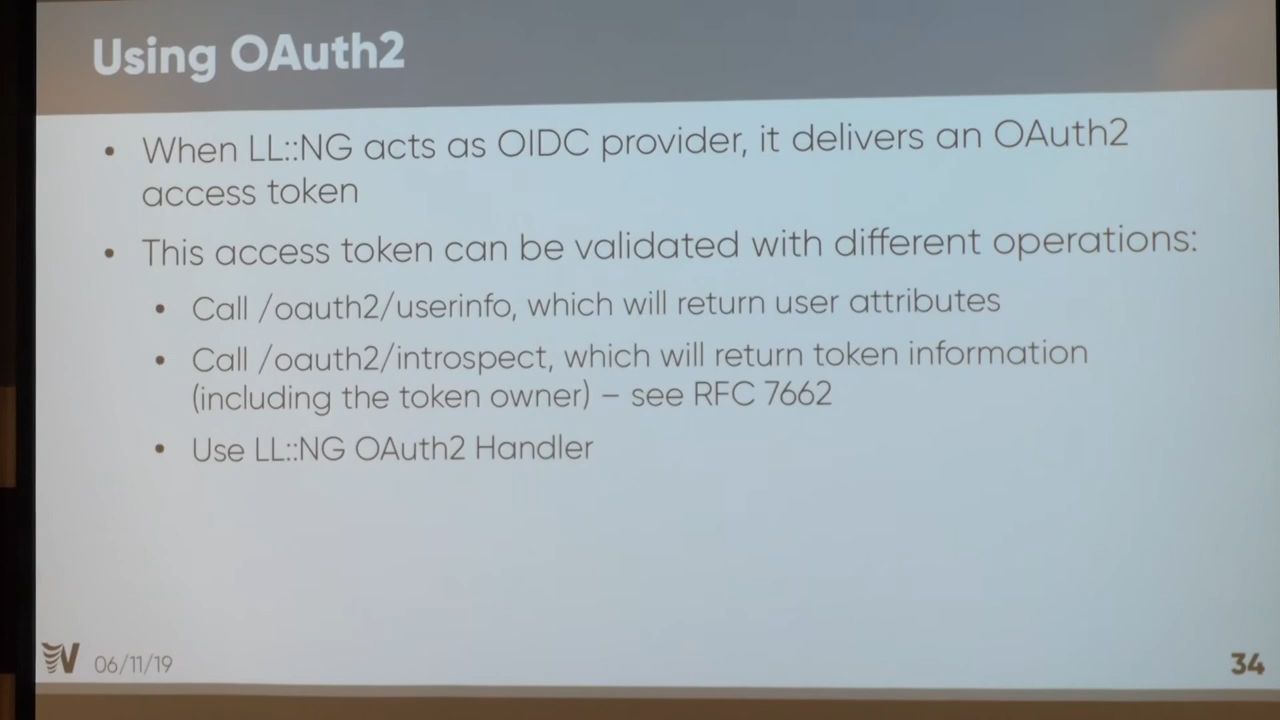 Using OAuth2
• When LL::NG acts as OIDC provider, it delivers an OAuth2
access token
• This access token can be validated with different operations:
• Call /oauth2/userinfo, which will return user attributes
• Call /oauth2/introspect, which will return token information
(including the token owner) – see RFC 7662
• Use LL::NG OAuth2 Handler
06/11/19
34